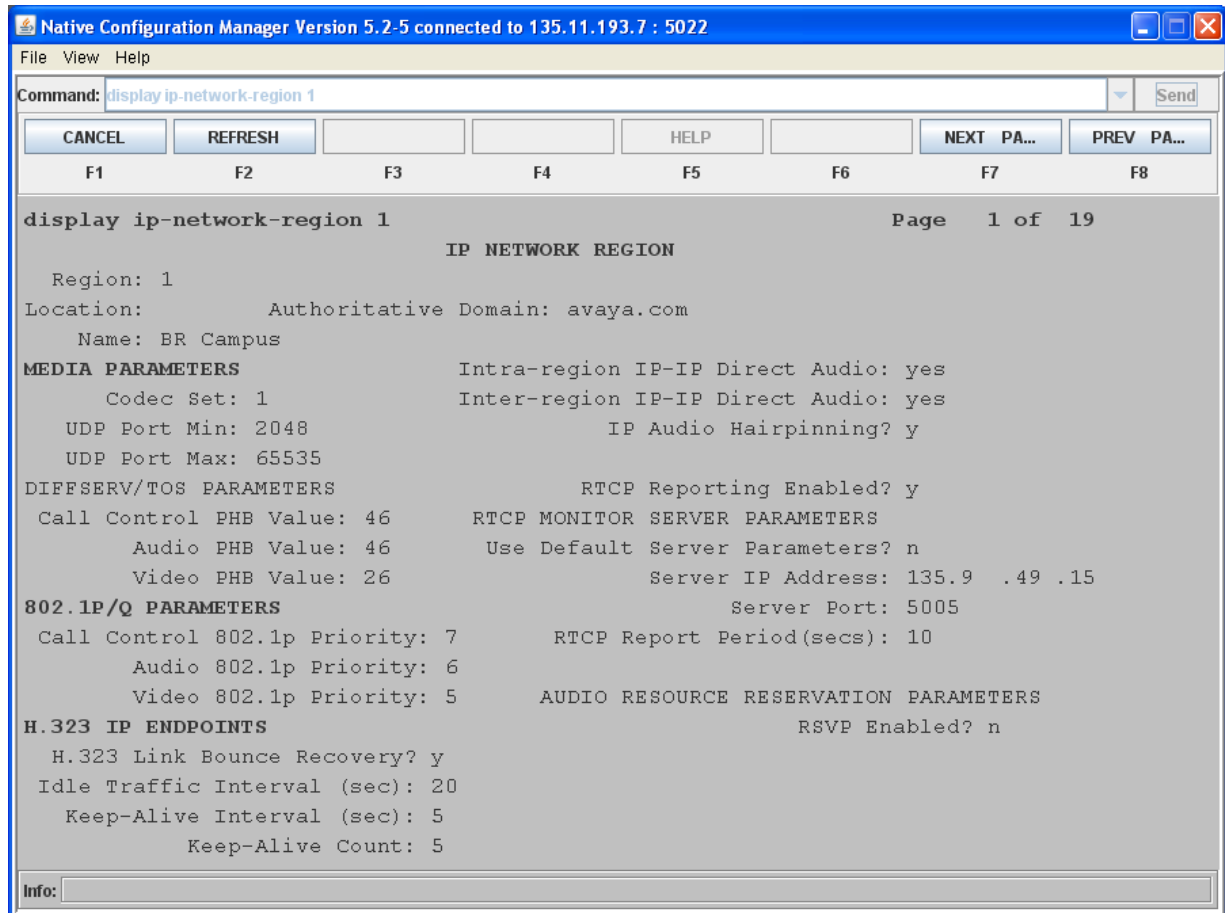 Native Configuration Manager Version 5.2-5 connected to 135.11.193.7 : 5022
File View Help
Command: display ip-network-region 1 Send
CANCEL REFRESH HELP NEXT PA... PREV PA...
F1 F2 F3 F4 F5 F6 F7 F8
display ip-network-region 1 Page 1 of 19
IP NETWORK REGION
Region: 1
Location: Authoritative Domain: avaya.com
Name: BR Campus
MEDIA PARAMETERS Intra-region IP-IP Direct Audio: yes
Codec Set: 1 Inter-region IP-IP Direct Audio: yes
UDP Port Min: 2048 IP Audio Hairpinning? y
UDP Port Max: 65535
DIFFSERV/TOS PARAMETERS RTCP Reporting Enabled? y
Call Control PHB Value: 46 RTCP MONITOR SERVER PARAMETERS
Audio PHB Value: 46 Use Default Server Parameters? n
Video PHB Value: 26 Server IP Address: 135.9 .49 .15
802.1P/Q PARAMETERS Server Port: 5005
Call Control 802.1p Priority: 7 RTCP Report Period(secs): 10
Audio 802.1p Priority: 6
Video 802.1p Priority: 5 AUDIO RESOURCE RESERVATION PARAMETERS
H.323 IP ENDPOINTS RSVP Enabled? n
H.323 Link Bounce Recovery? y
Idle Traffic Interval (sec): 20
Keep-Alive Interval (sec): 5
Keep-Alive Count: 5
Info: